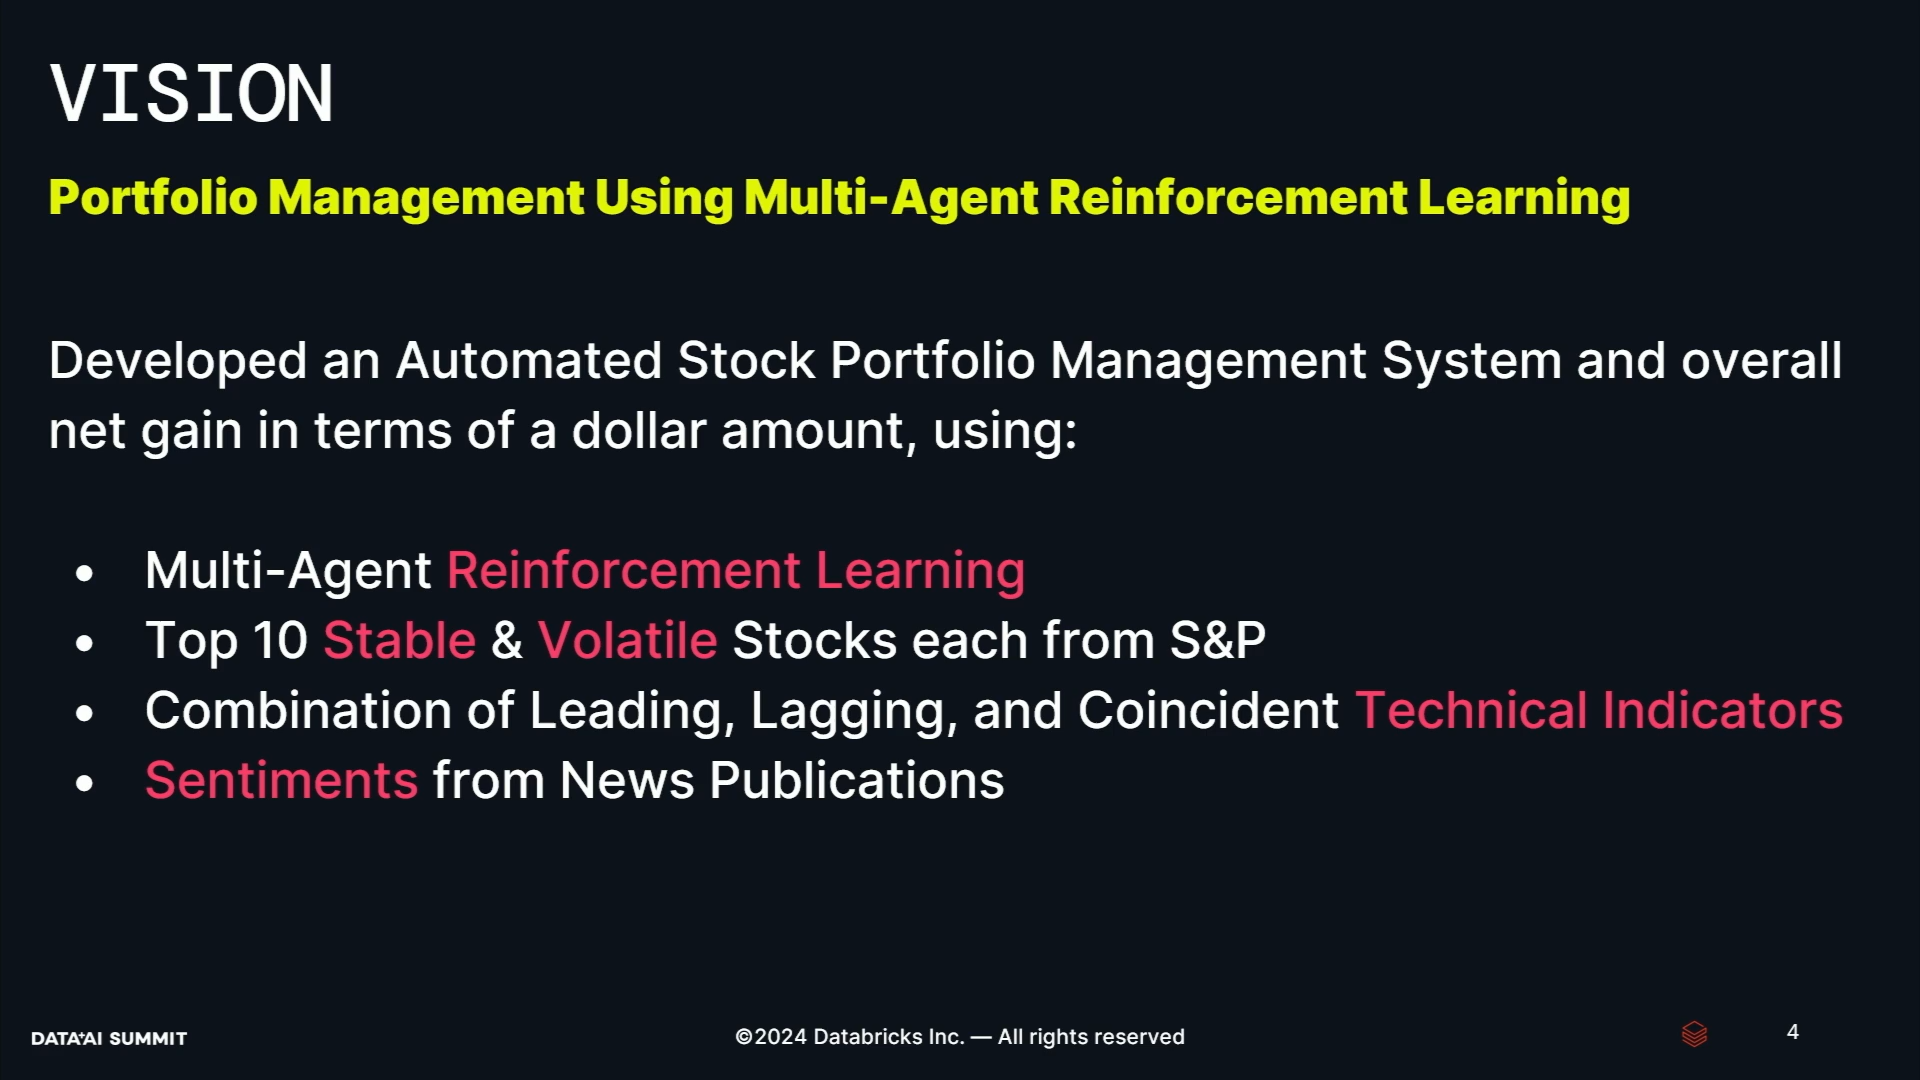 VISION
Portfolio Management Using Multi-Agent Reinforcement Learning
Developed an Automated Stock Portfolio Management System and overall
net gain in terms of a dollar amount, using:
• Multi-Agent Reinforcement Learning
• Top 10 Stable & Volatile Stocks each from S&P
• Combination of Leading, Lagging, and Coincident Technical Indicators
• Sentiments from News Publications
DATA+AI SUMMIT
©2024 Databricks Inc. — All rights reserved
4